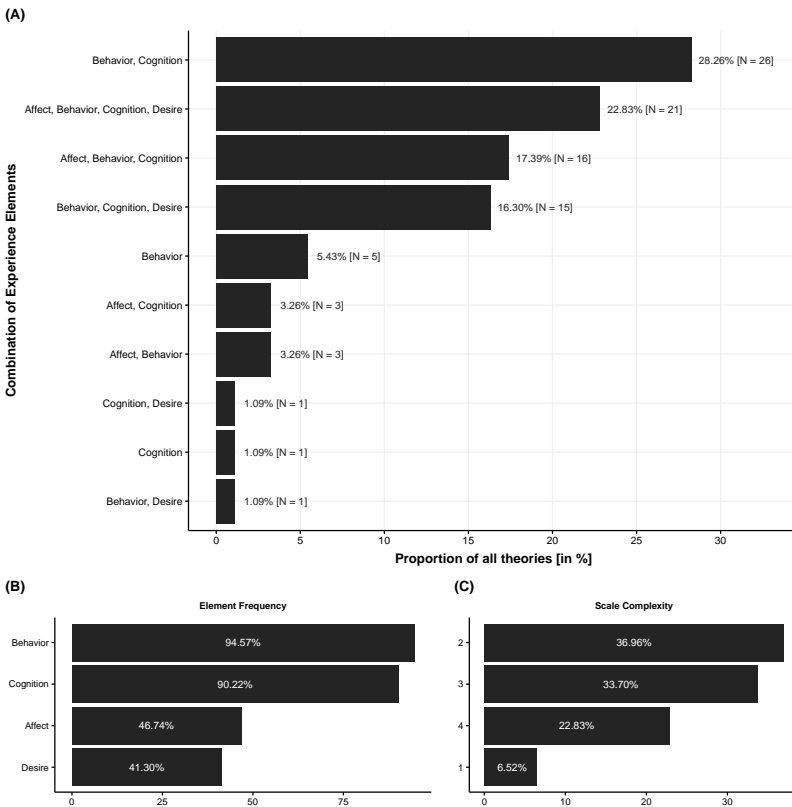 (A)
Combination of Experience Elements
Behavior, Cognition
28.26% [N = 26]
Affect, Behavior, Cognition, Desire
22.83% [N = 21]
Affect, Behavior, Cognition
17.39% [N = 16]
Behavior, Cognition, Desire
16.30% [N = 15]
Behavior
5.43% [N = 5]
Affect, Cognition
3.26% [N = 3]
Affect, Behavior
3.26% [N = 3]
Cognition, Desire
1.09% [N = 1]
Cognition
1.09% [N = 1]
Behavior, Desire
1.09% [N = 1]
0 5 10 15 20 25 30
Proportion of all theories [in %]
(B)
Element Frequency
Behavior
94.57%
Cognition
90.22%
Affect
46.74%
Desire
41.30%
0 25 50 75
(C)
Scale Complexity
2
36.96%
3
33.70%
4
22.83%
1
6.52%
0 10 20 30